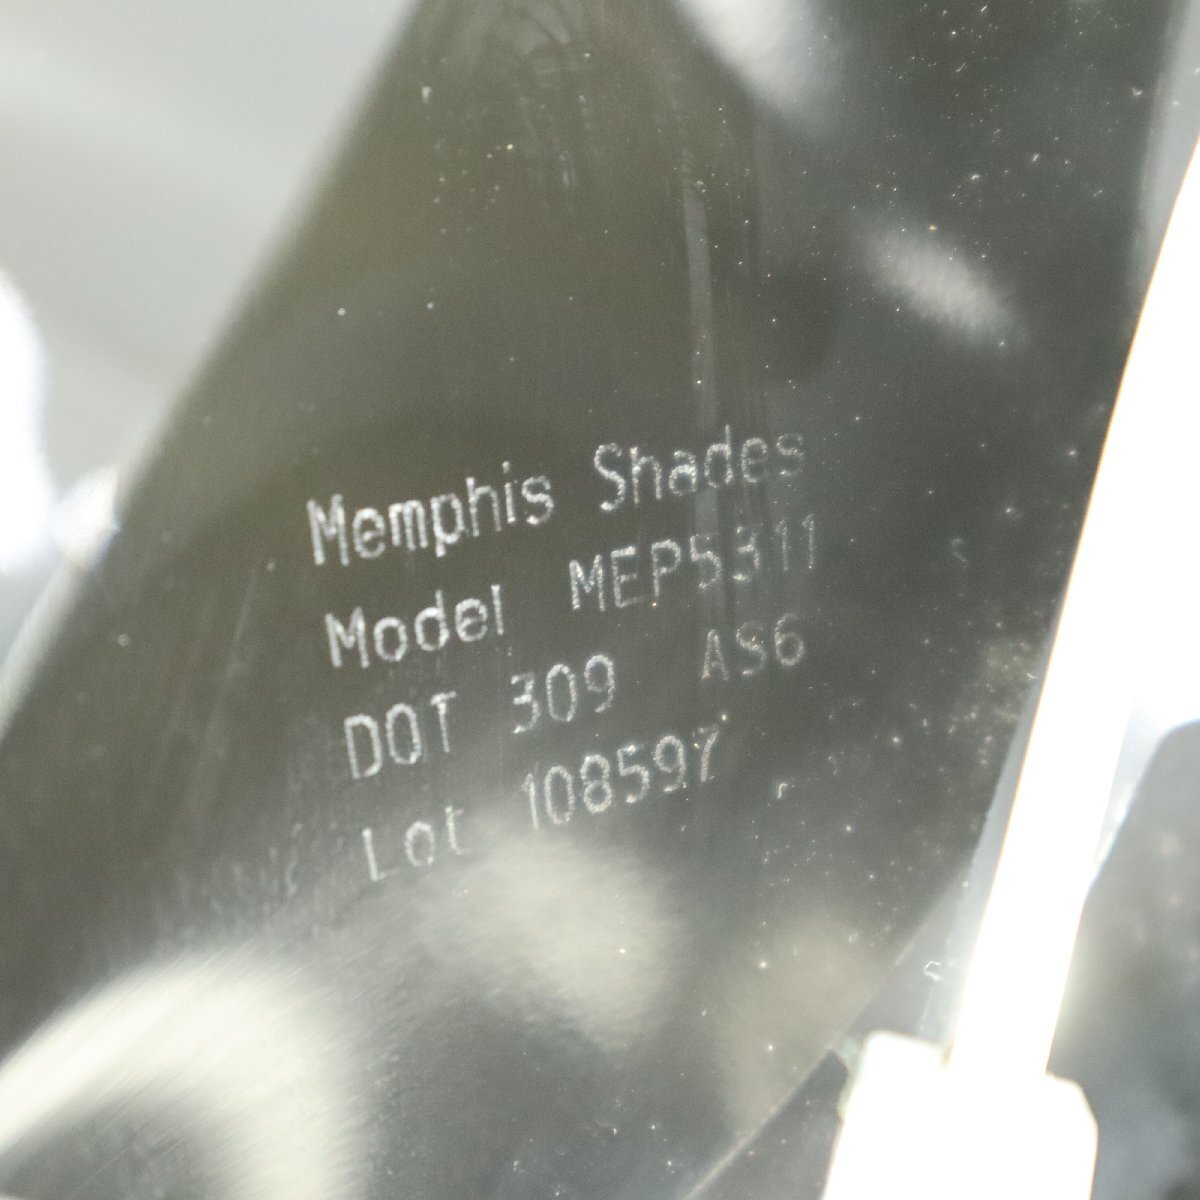 Memphis Shades
Model MEP5311
DOT 309 AS6
Lot 108597